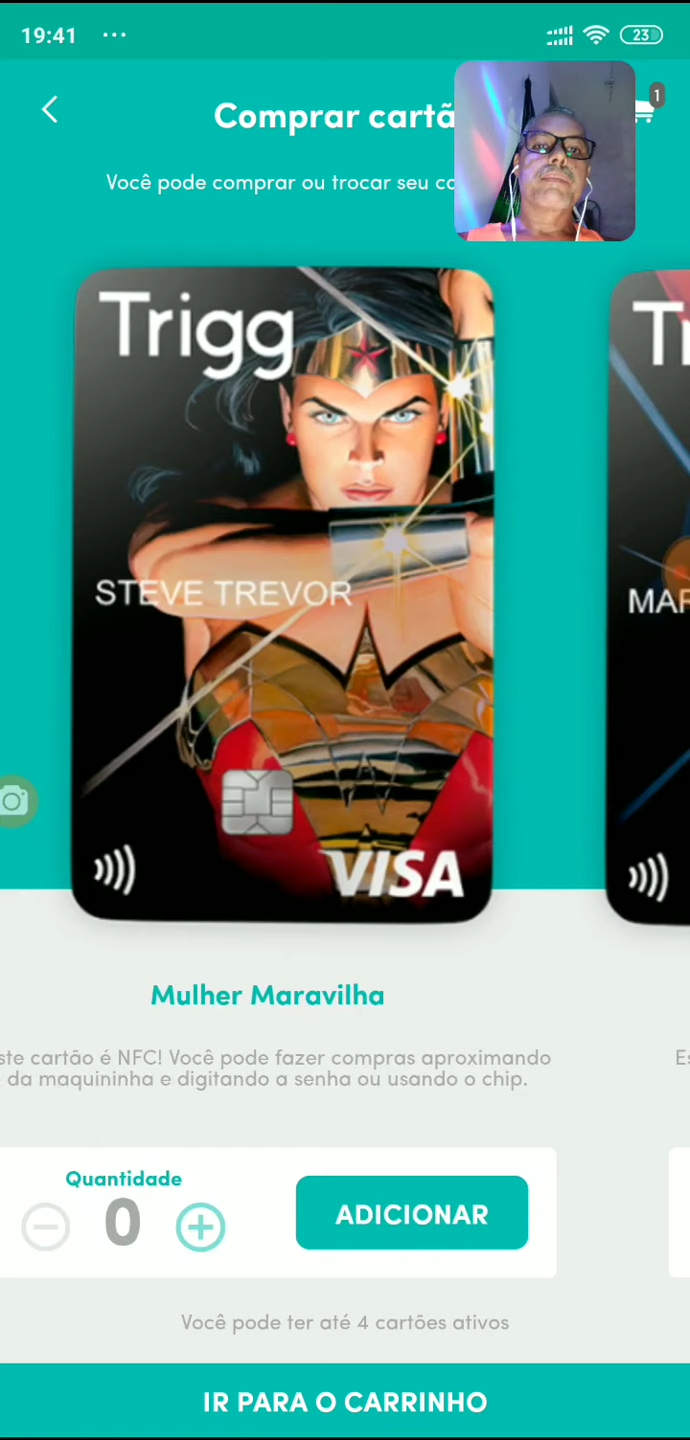 19:41 ...
23
1
Comprar cartã
Você pode comprar ou trocar seu
Trigg
STEVE TREVOR
VISA
Mulher Maravilha
ste cartão é NFC! Você pode fazer compras aproximando
da maquininha e digitando a senha ou usando o chip.
Quantidade
0
ADICIONAR
Você pode ter até 4 cartões ativos
IR PARA O CARRINHO